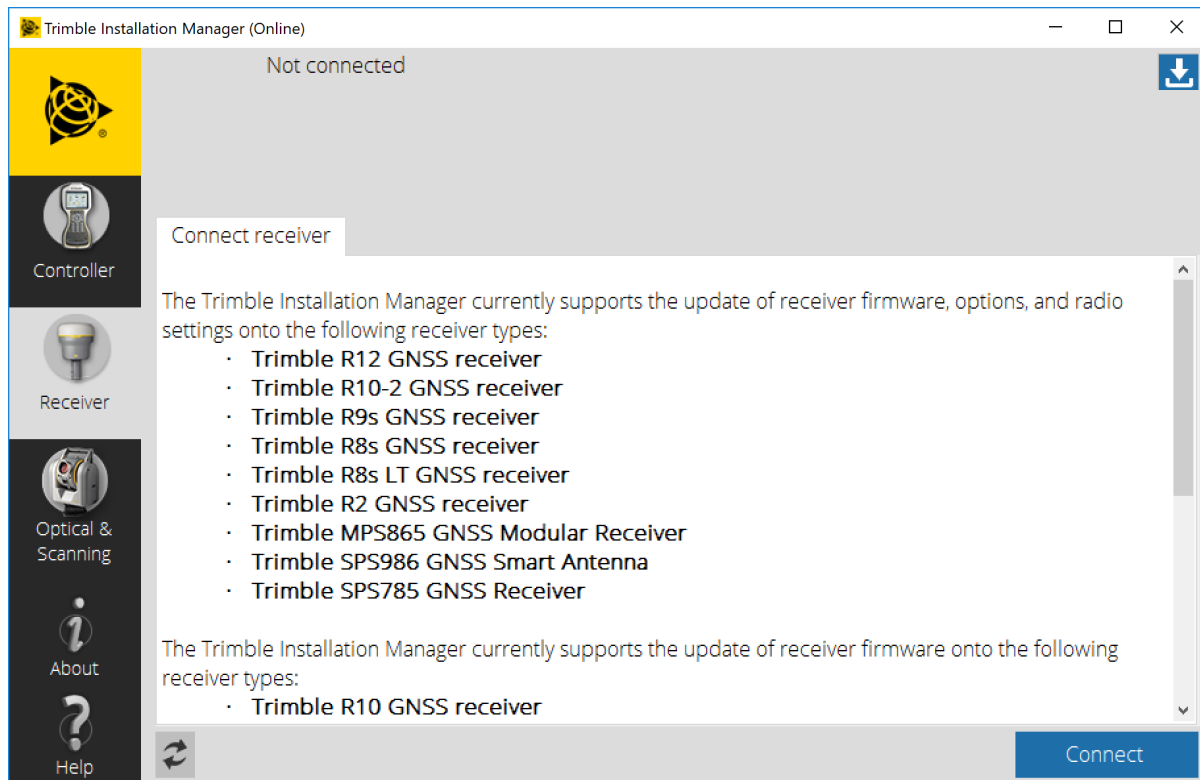 Trimble Installation Manager (Online)
Not connected
Controller
Receiver
Optical &
Scanning
About
Help
Connect receiver
The Trimble Installation Manager currently supports the update of receiver firmware, options, and radio
settings onto the following receiver types:
· Trimble R12 GNSS receiver
· Trimble R10-2 GNSS receiver
· Trimble R9s GNSS receiver
· Trimble R8s GNSS receiver
· Trimble R8s LT GNSS receiver
· Trimble R2 GNSS receiver
· Trimble MPS865 GNSS Modular Receiver
· Trimble SPS986 GNSS Smart Antenna
· Trimble SPS785 GNSS Receiver
The Trimble Installation Manager currently supports the update of receiver firmware onto the following
receiver types:
· Trimble R10 GNSS receiver
Connect